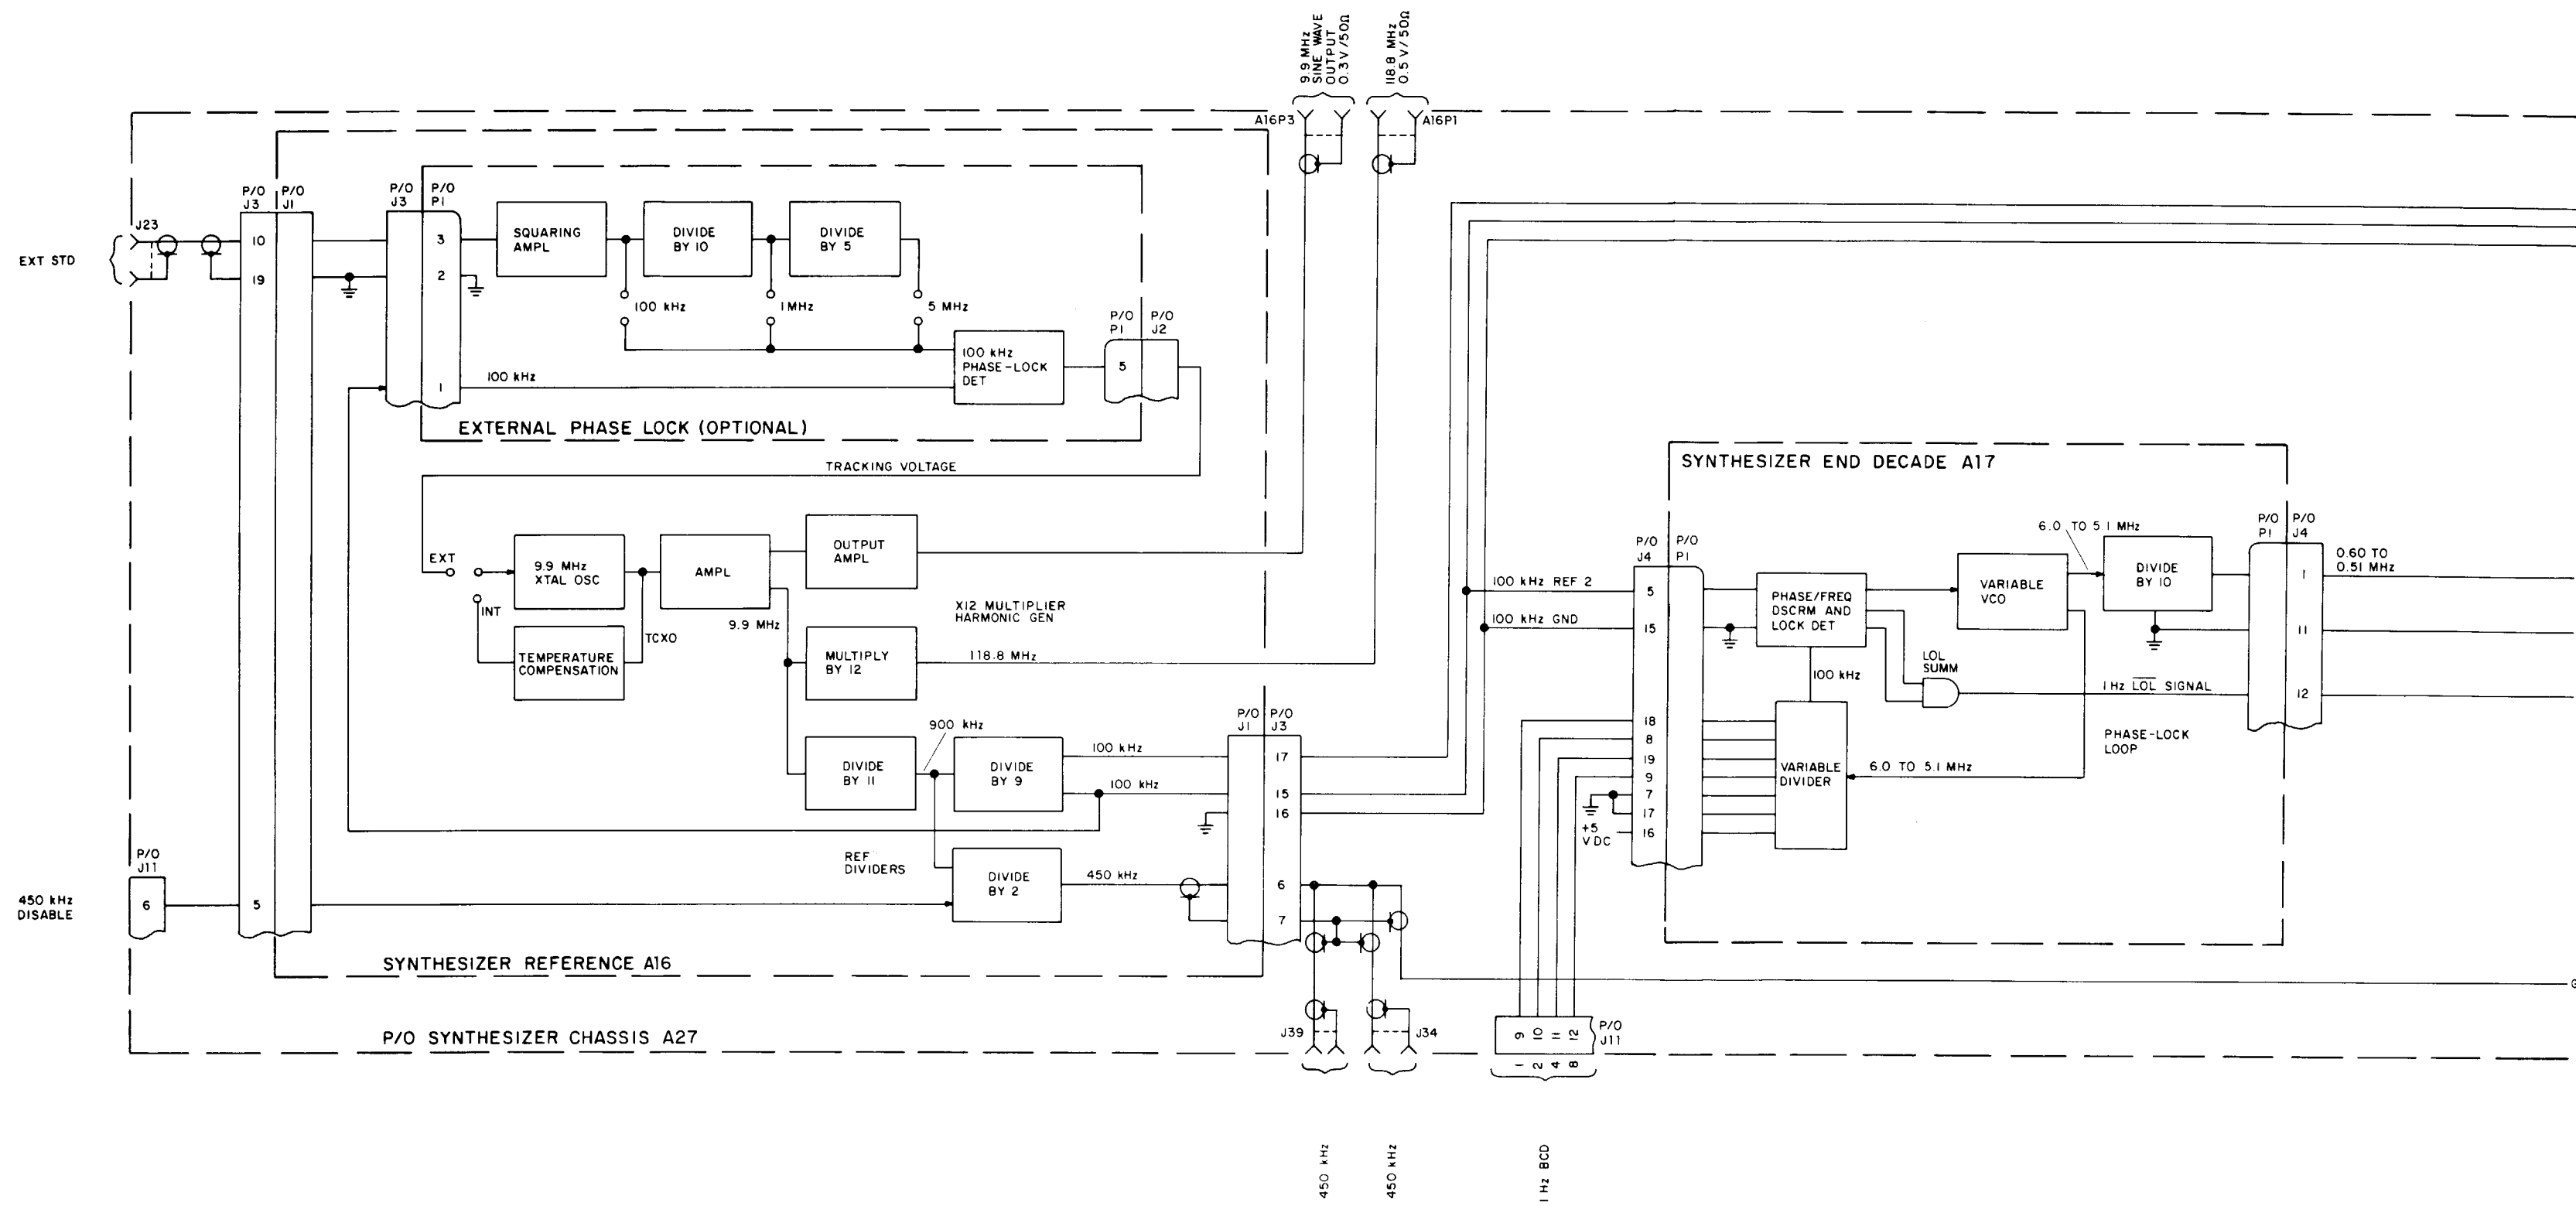 9.9 MHz
SINE WAVE
OUTPUT
0.3V/50Ω
118.8 MHz
0.5V/50Ω
A16P3
A16P1
EXT STD
J23
P/O
J3
P/O
J1
10
19
5
P/O
J3
P/O
P1
3
2
1
SQUARING
AMPL
DIVIDE
BY 10
DIVIDE
BY 5
100 kHz
1MHz
5 MHz
100 kHz
PHASE-LOCK
DET
100 kHz
P/O
P1
P/O
J2
5
EXTERNAL PHASE LOCK (OPTIONAL)
TRACKING VOLTAGE
EXT
INT
9.9 MHz
XTAL OSC
TEMPERATURE
COMPENSATION
TCXO
AMPL
OUTPUT
AMPL
9.9 MHz
X12 MULTIPLIER
HARMONIC GEN
MULTIPLY
BY 12
118.8 MHz
900 kHz
DIVIDE
BY 11
DIVIDE
BY 9
100 kHz
100 kHz
REF
DIVIDERS
DIVIDE
BY 2
450 kHz
P/O
J1
P/O
J3
17
15
16
6
7
P/O
J11
6
450 kHz
DISABLE
SYNTHESIZER REFERENCE A16
P/O SYNTHESIZER CHASSIS A27
J39
J34
450 kHz
450 kHz
SYNTHESIZER END DECADE A17
100 kHz REF 2
100 kHz GND
P/O
J4
P/O
P1
5
15
18
8
19
9
7
17
16
+5
VDC
PHASE/FREQ
DSCRM AND
LOCK DET
100 kHz
VARIABLE
DIVIDER
LOL
SUMM
VARIABLE
VCO
6.0 TO 5.1 MHz
DIVIDE
BY 10
1 Hz LOL SIGNAL
PHASE-LOCK
LOOP
6.0 TO 5.1 MHz
P/O
P1
P/O
J4
1
11
12
0.60 TO
0.51 MHz
9
10
11
12
P/O
J11
1
2
4
8
1 Hz BCD